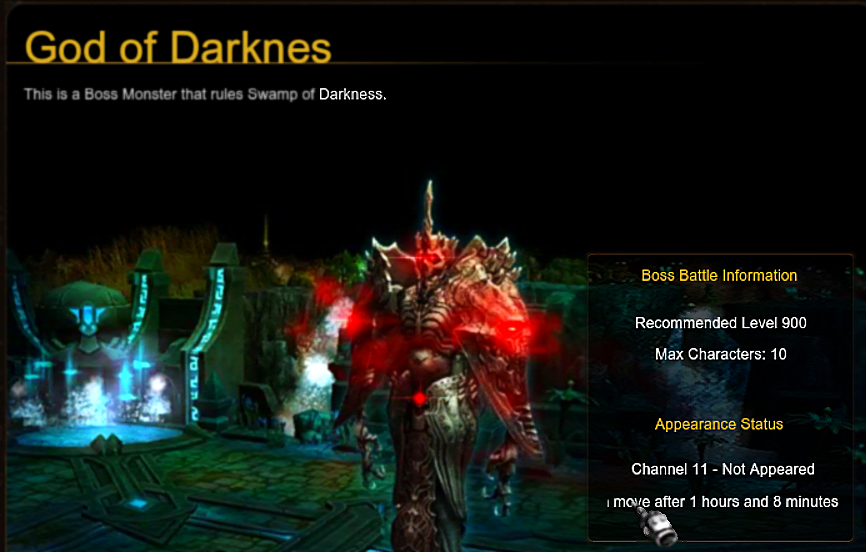 God of Darknes
This is a Boss Monster that rules Swamp of Darkness.
Boss Battle Information
Recommended Level 900
Max Characters: 10
Appearance Status
Channel 11 - Not Appeared
move after 1 hours and 8 minutes